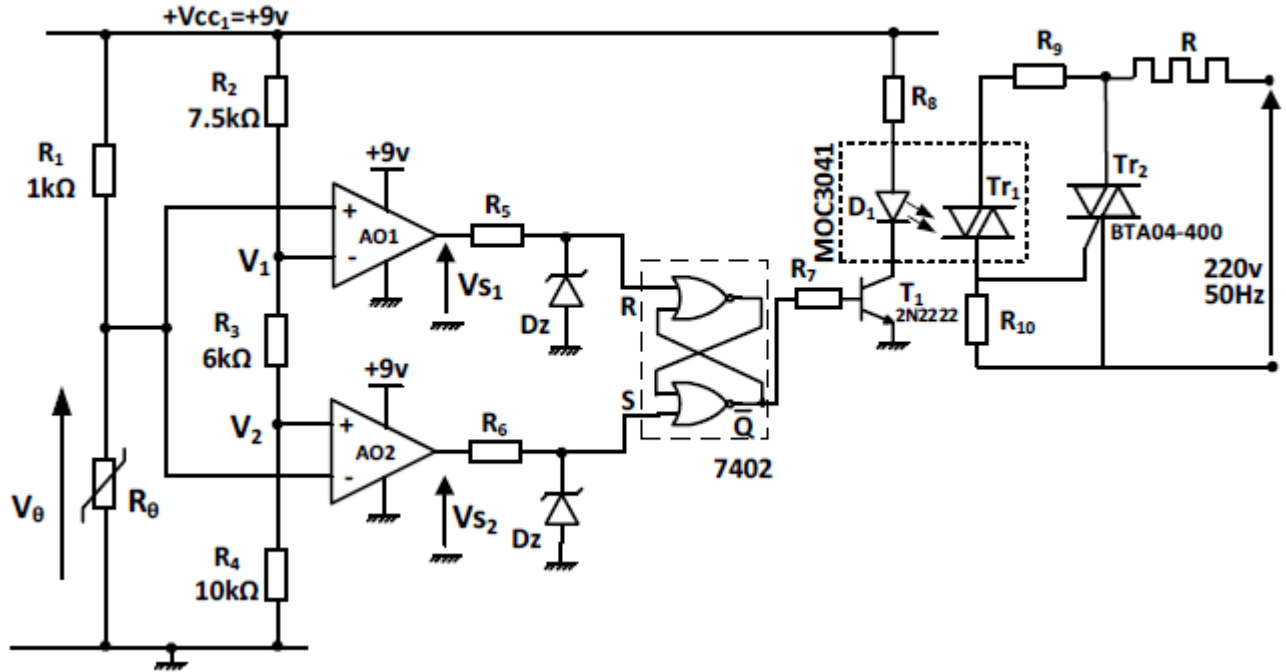 +Vcc₁=+9v
R₂
7.5kΩ
R₁
1kΩ
V₁
R₃
6kΩ
V₂
R₄
10kΩ
Vθ
Rθ
+9v
+
AO1
-
Vs₁
R₅
Dz
+9v
+
AO2
-
Vs₂
R₆
Dz
R
S
Q̅
7402
R₇
T₁
2N2222
R₈
MOC3041
D₁
Tr₁
R₉
R₁₀
R
Tr₂
BTA04-400
220v
50Hz